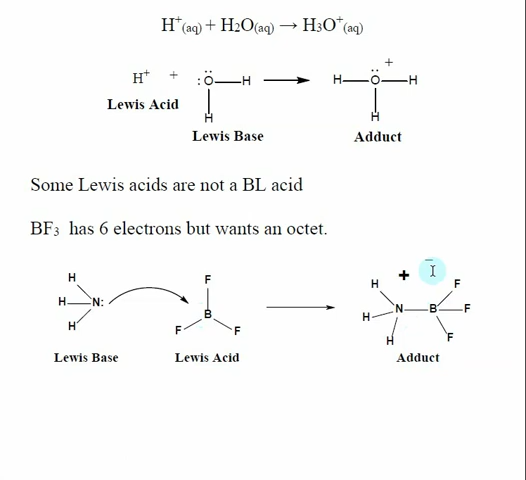 H⁺(aq) + H2O(aq) → H3O⁺(aq)
H⁺ + :Ö—H → H—Ö—H +
H H
Lewis Acid
Lewis Base Adduct
Some Lewis acids are not a BL acid
BF3 has 6 electrons but wants an octet.
H F H + − F
H—N: B H—N—B—F
H F F H F
Lewis Base Lewis Acid Adduct